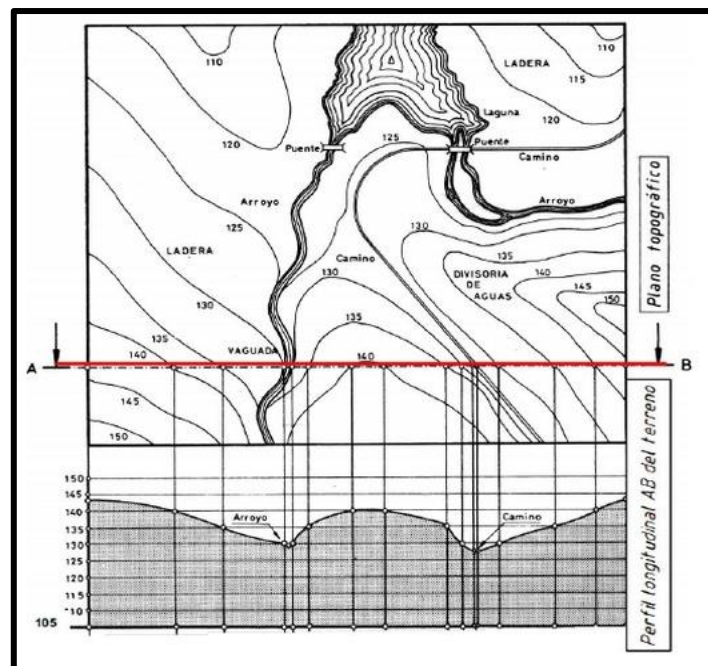 110
LADERA
110
115
120
Laguna
120
Puente
125
Puente
Camino
Arroyo
Arroyo
125
LADERA
130
135
Camino
130
DIVISORIA
DE
AGUAS
140
145
150
130
135
135
VAGUADA
140
140
A
B
145
150
Plano topográfico
150
145
140
135
130
125
120
115
-10
105
Arroyo
Camino
Perfil longitudinal AB del terreno